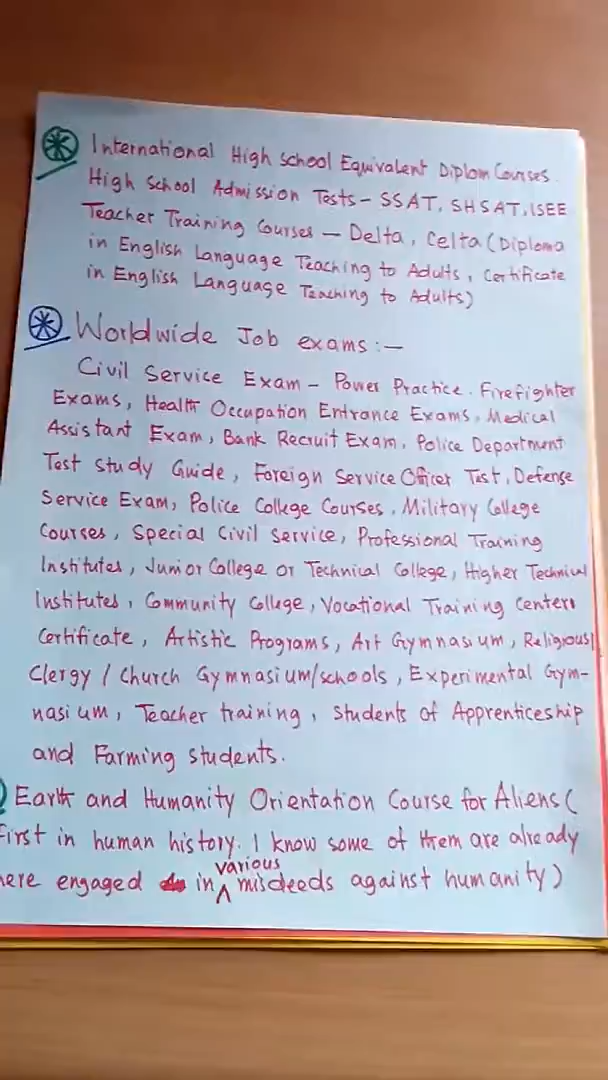 International High School Equivalent Diplom Courses.
High School Admission Tests - SSAT, SHSAT, ISEE
Teacher Training Courses - Delta, Celta (Diploma
in English Language Teaching to Adults, Certificate
in English Language Teaching to Adults)
Worldwide Job exams :-
Civil Service Exam - Power Practice. Firefighter
Exams, Health Occupation Entrance Exams, Medical
Assistant Exam, Bank Recruit Exam, Police Department
Test Study Guide, Foreign Service Officer Test, Defense
Service Exam, Police College Courses, Military College
Courses, Special Civil Service, Professional Training
Institutes, Junior College or Technical College, Higher Technical
Institutes, Community College, Vocational Training Centers
Certificate, Artistic Programs, Art Gymnasium, Religious/
Clergy / Church Gymnasium/schools, Experimental Gym-
nasium, Teacher training, Students of Apprenticeship
and Farming students.
Earth and Humanity Orientation Course for Aliens (
First in human history. I know some of them are already
here engaged in various misdeeds against humanity)